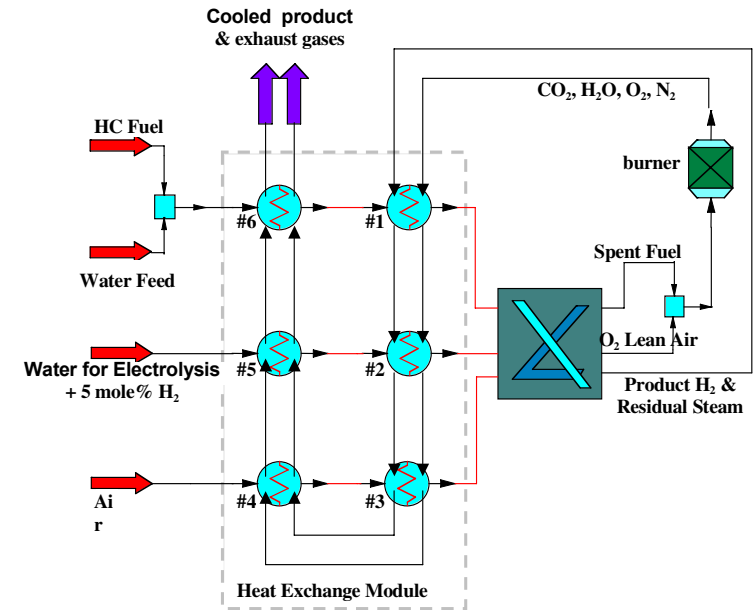 Cooled product
& exhaust gases
CO₂, H₂O, O₂, N₂
HC Fuel
burner
#6
#1
Water Feed
Spent Fuel
O₂ Lean Air
Water for Electrolysis
+ 5 mole% H₂
#5
#2
Product H₂ &
Residual Steam
#4
#3
Ai
r
Heat Exchange Module